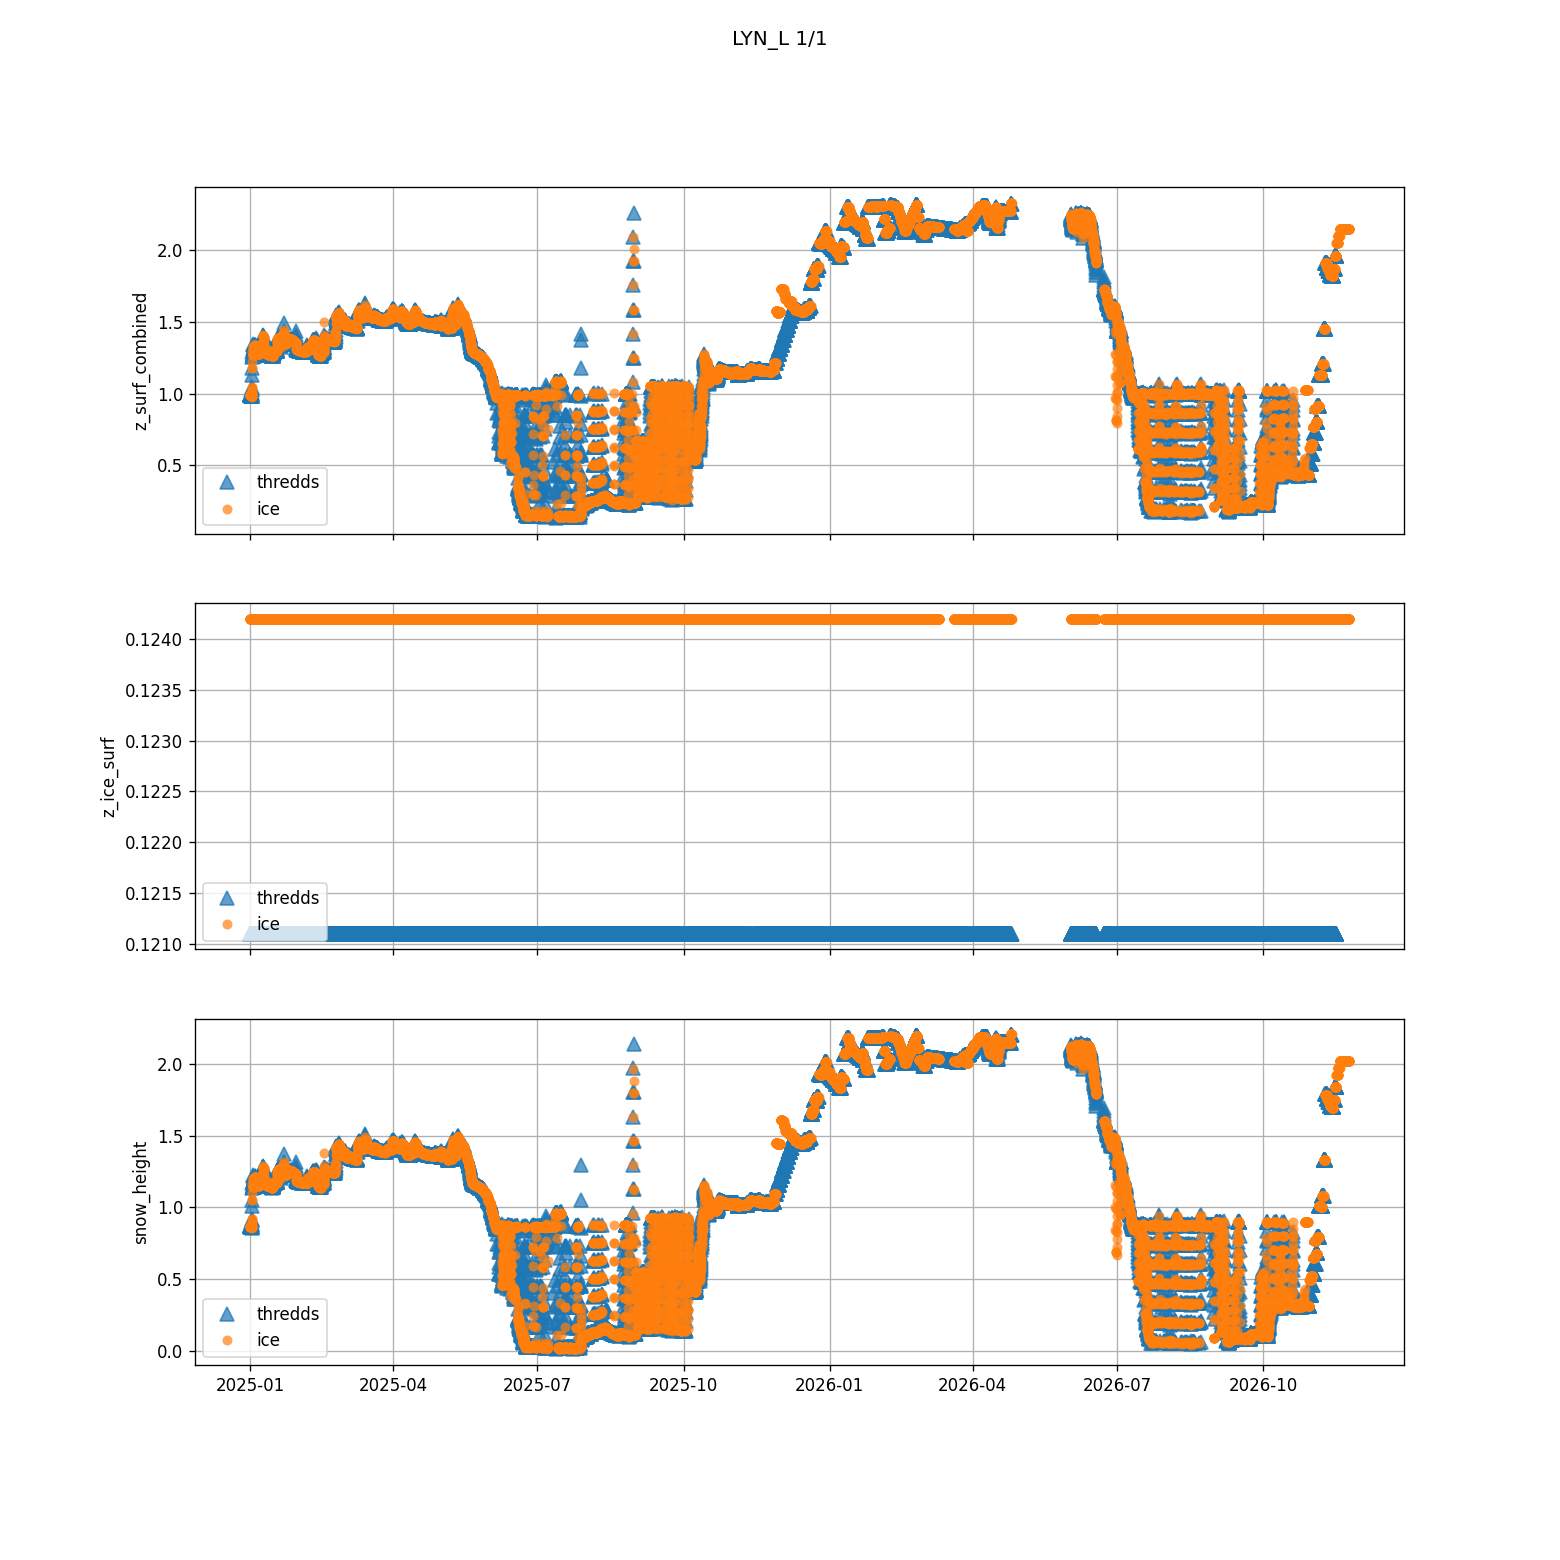 LYN_L 1/1
z_surf_combined
2.0
1.5
1.0
0.5
thredds
ice
z_ice_surf
0.1240
0.1235
0.1230
0.1225
0.1220
0.1215
0.1210
thredds
ice
snow_height
2.0
1.5
1.0
0.5
0.0
thredds
ice
2025-01 2025-04 2025-07 2025-10 2026-01 2026-04 2026-07 2026-10